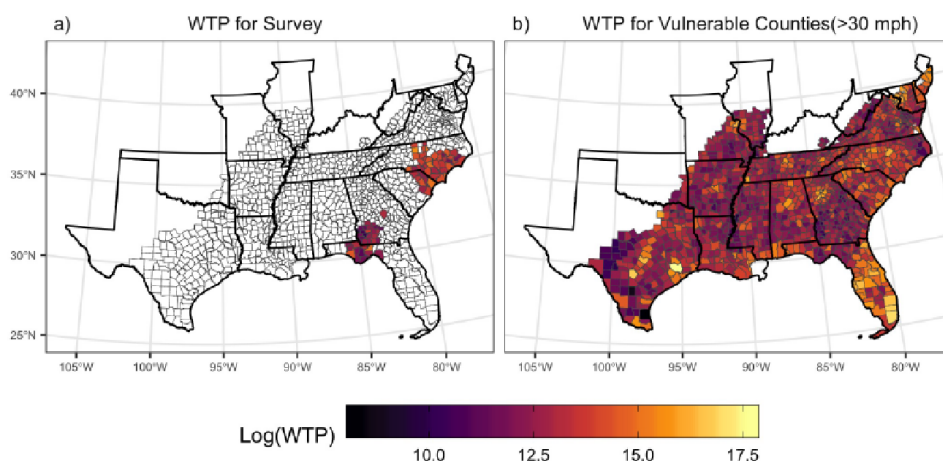 a) WTP for Survey
b) WTP for Vulnerable Counties(>30 mph)
40°N
35°N
30°N
25°N
105°W 100°W 95°W 90°W 85°W 80°W
105°W 100°W 95°W 90°W 85°W 80°W
Log(WTP)
10.0 12.5 15.0 17.5